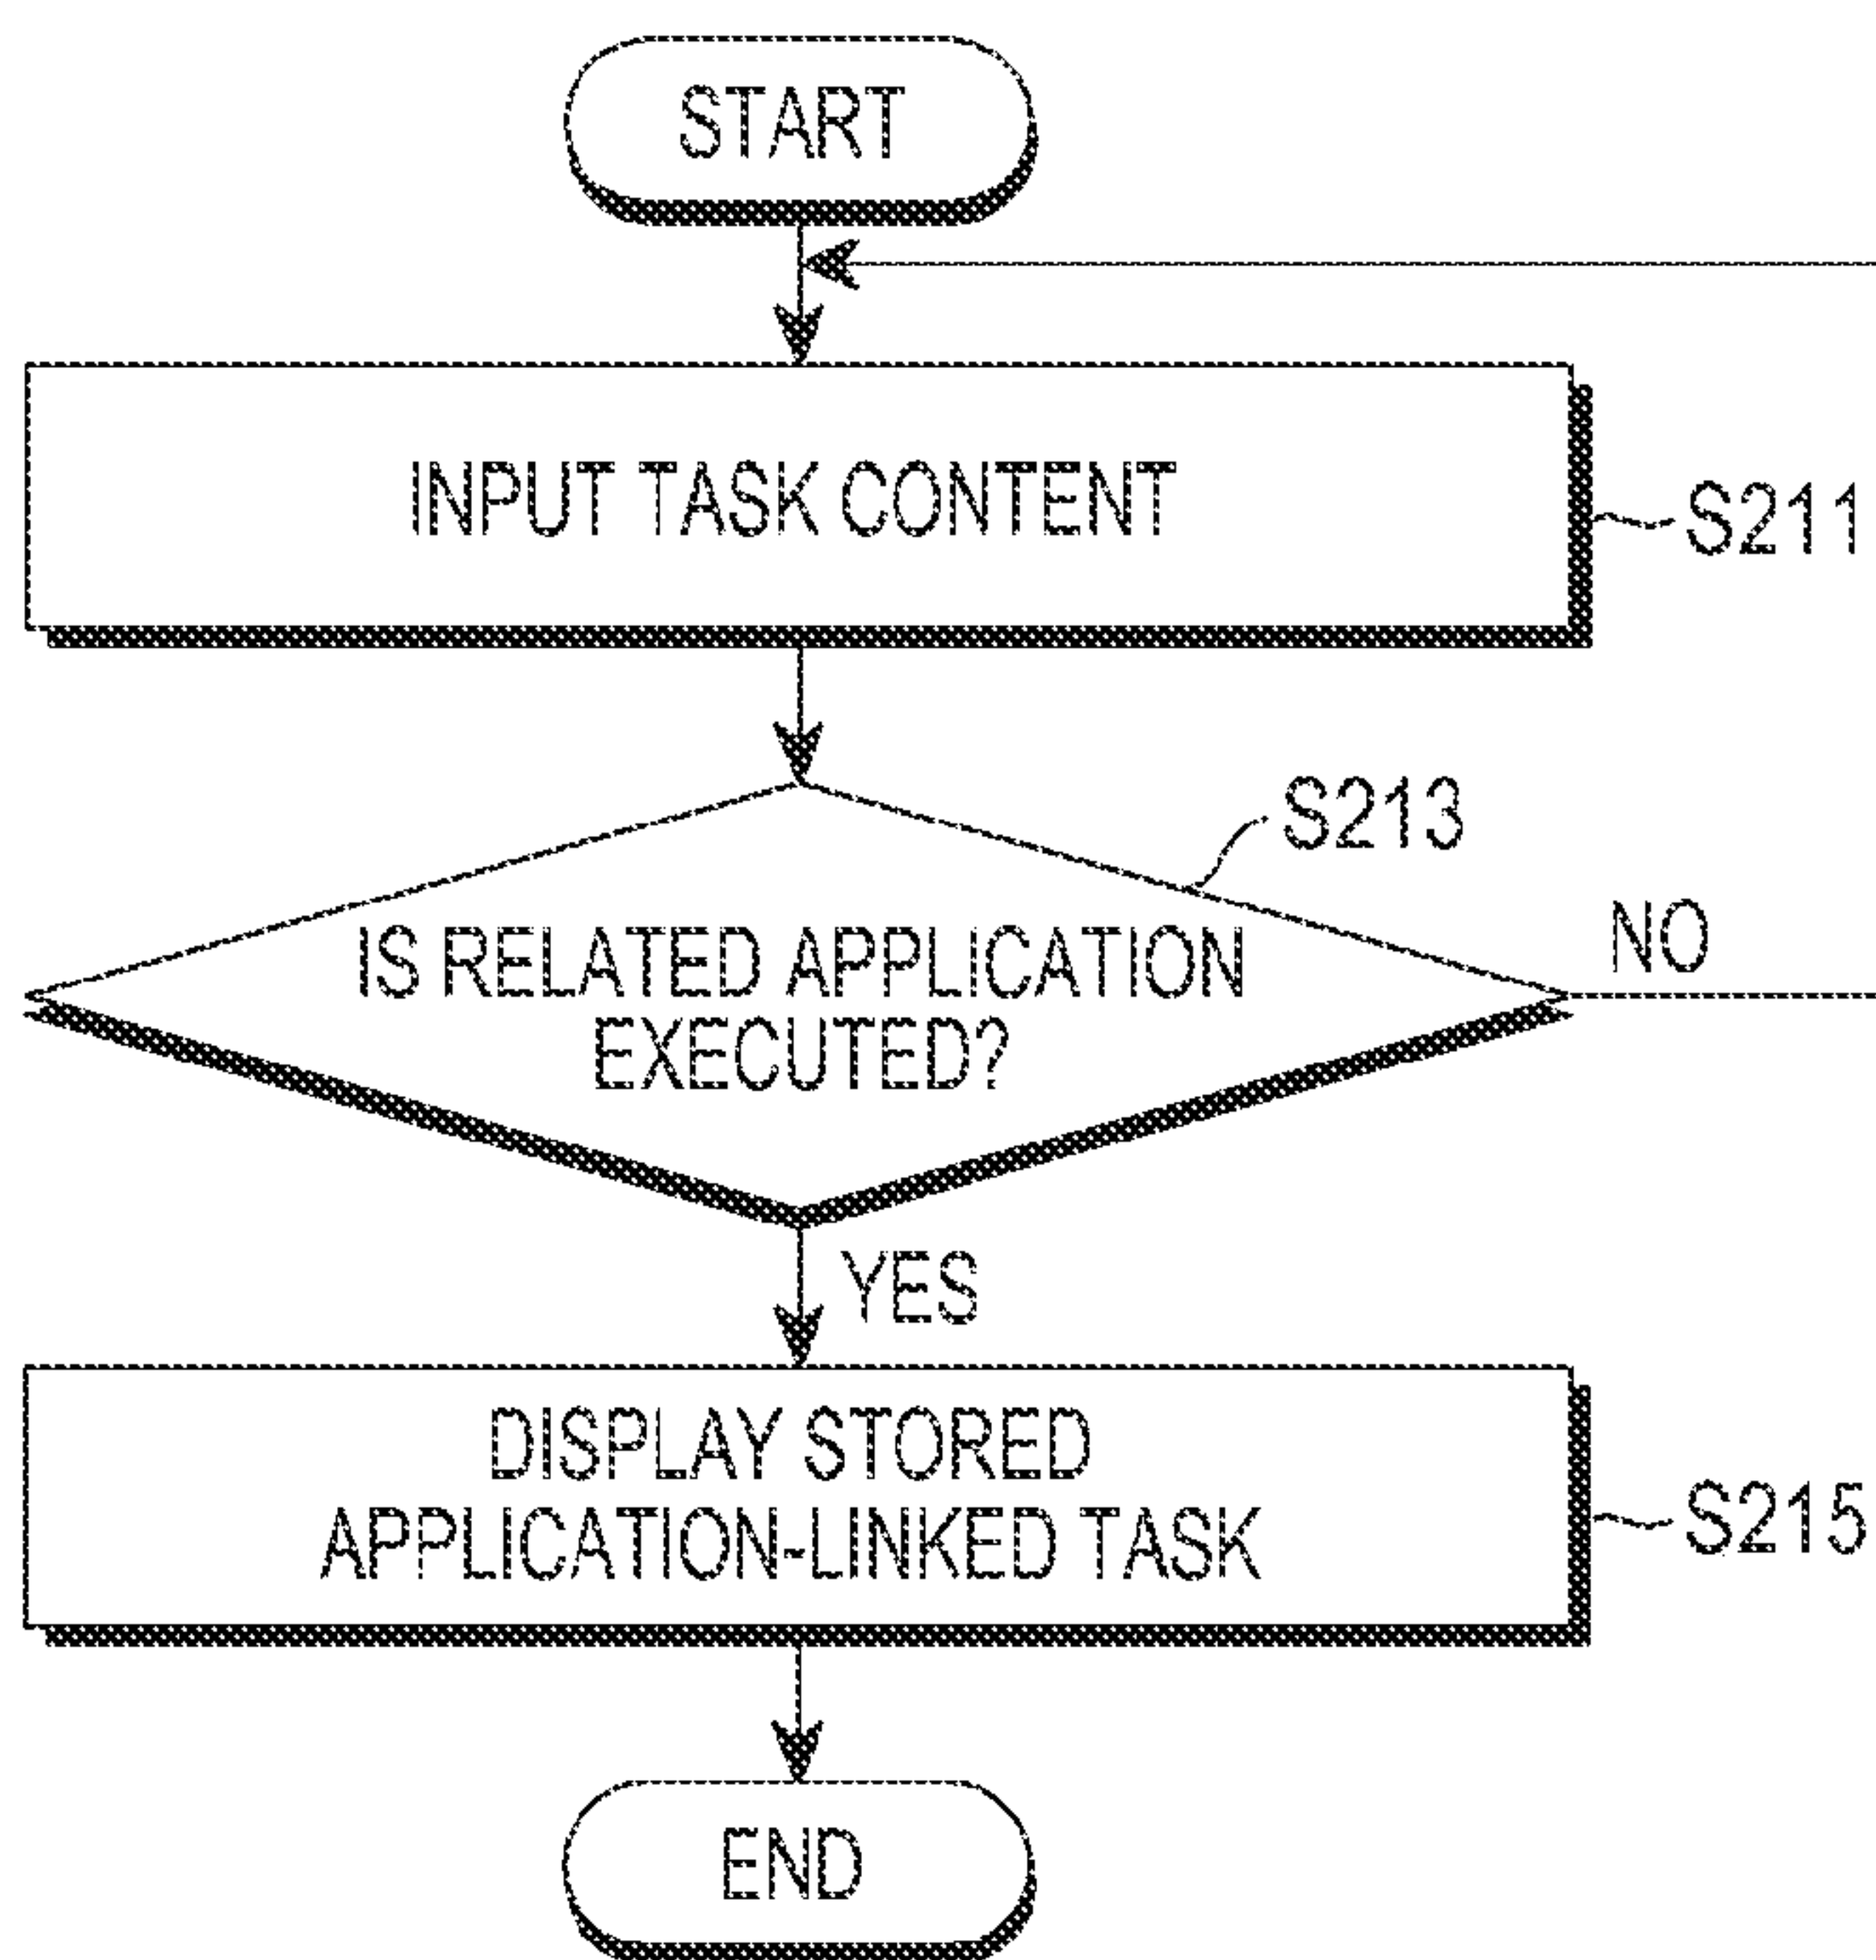 START
INPUT TASK CONTENT
S211
S213
IS RELATED APPLICATION
EXECUTED?
NO
YES
DISPLAY STORED
APPLICATION-LINKED TASK
S215
END